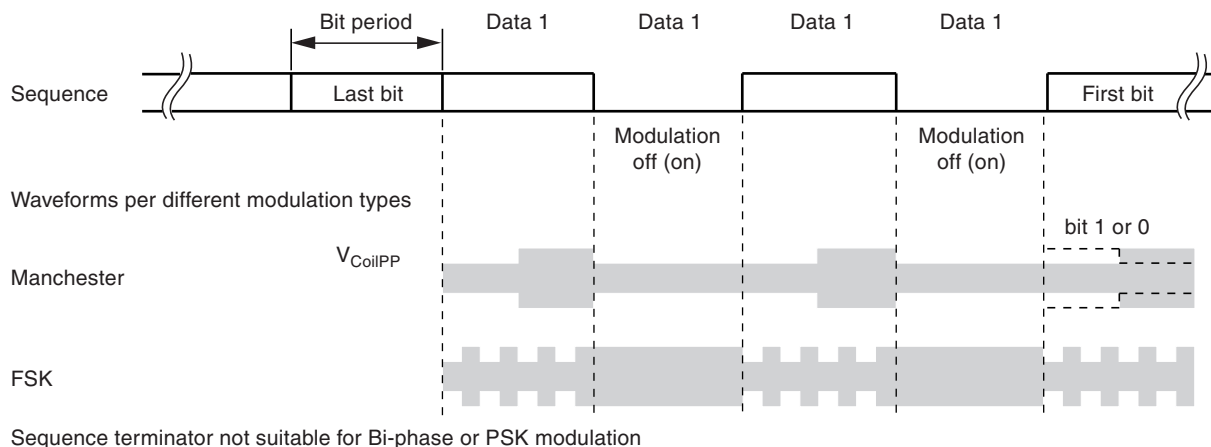 Bit period Data 1 Data 1 Data 1 Data 1
Sequence Last bit First bit
Modulation off (on) Modulation off (on)
Waveforms per different modulation types
bit 1 or 0
VCoilPP
Manchester
FSK
Sequence terminator not suitable for Bi-phase or PSK modulation